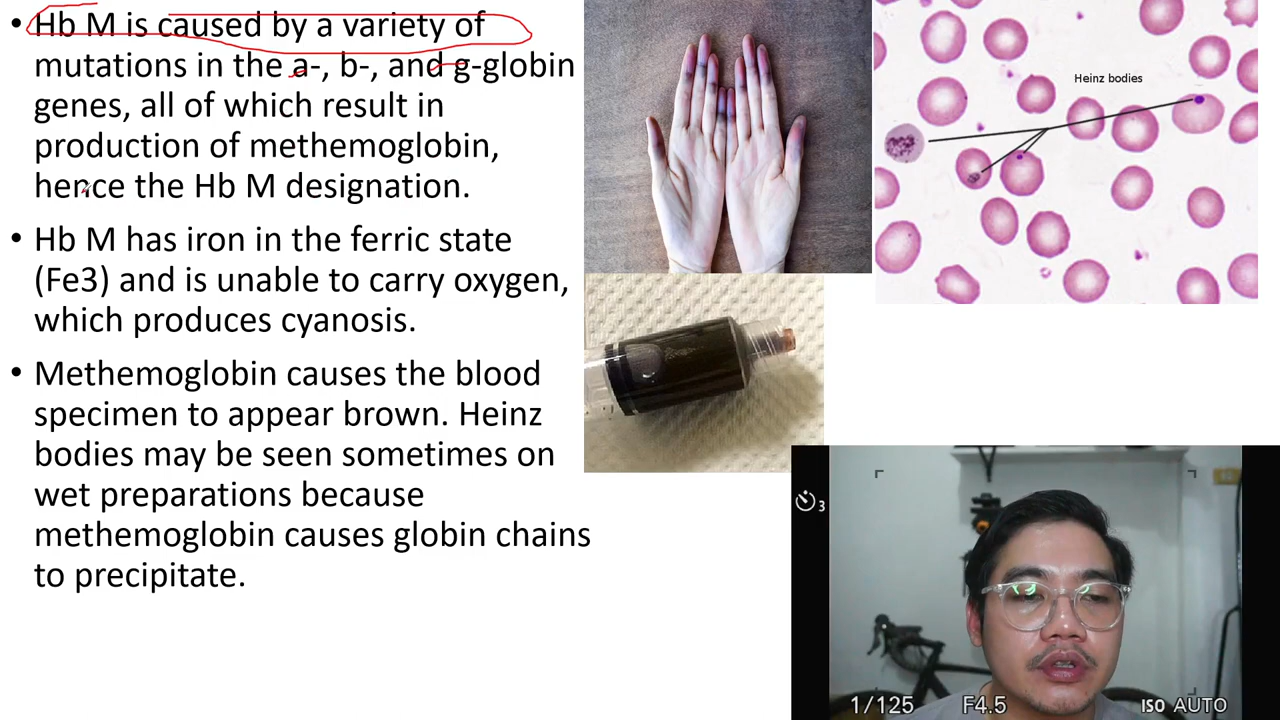 • Hb M is caused by a variety of
mutations in the a-, b-, and g-globin
genes, all of which result in
production of methemoglobin,
hence the Hb M designation.
• Hb M has iron in the ferric state
(Fe3) and is unable to carry oxygen,
which produces cyanosis.
• Methemoglobin causes the blood
specimen to appear brown. Heinz
bodies may be seen sometimes on
wet preparations because
methemoglobin causes globin chains
to precipitate.
Heinz bodies
3
1/125 F4.5 ISO AUTO